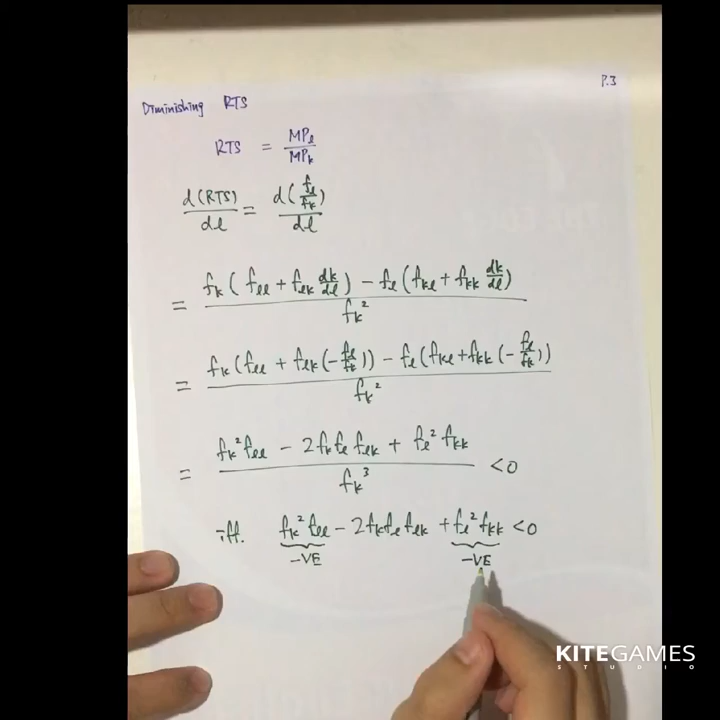 P.3
Diminishing RTS
RTS = MPℓ/MPk
d(RTS)/dℓ = d(fℓ/fk)/dℓ
= fk(fℓℓ + fℓk dk/dℓ) − fℓ(fkℓ + fkk dk/dℓ) / fk²
= fk(fℓℓ + fℓk(−fℓ/fk)) − fℓ(fkℓ + fkk(−fℓ/fk)) / fk²
= fk²fℓℓ − 2fkfℓfℓk + fℓ²fkk / fk³ < 0
iff. fk²fℓℓ − 2fkfℓfℓk + fℓ²fkk < 0
−VE −VE
KITEGAMES
STUDIO